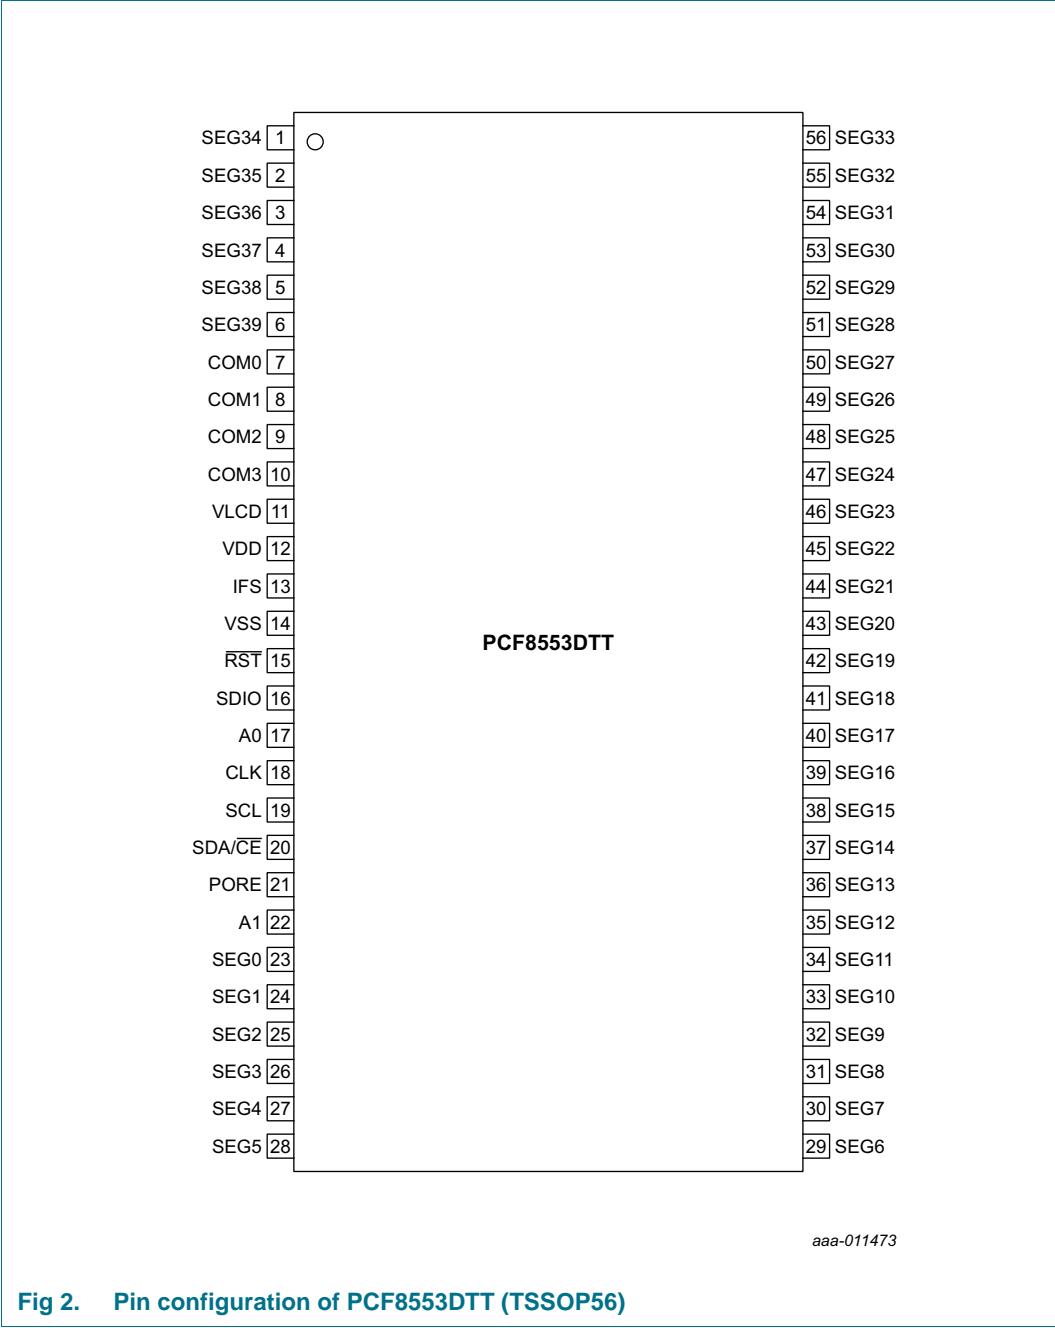 SEG34 1 56 SEG33
SEG35 2 55 SEG32
SEG36 3 54 SEG31
SEG37 4 53 SEG30
SEG38 5 52 SEG29
SEG39 6 51 SEG28
COM0 7 50 SEG27
COM1 8 49 SEG26
COM2 9 48 SEG25
COM3 10 47 SEG24
VLCD 11 46 SEG23
VDD 12 45 SEG22
IFS 13 44 SEG21
VSS 14 43 SEG20
PCF8553DTT
R̅S̅T̅ 15 42 SEG19
SDIO 16 41 SEG18
A0 17 40 SEG17
CLK 18 39 SEG16
SCL 19 38 SEG15
SDA/C̅E̅ 20 37 SEG14
PORE 21 36 SEG13
A1 22 35 SEG12
SEG0 23 34 SEG11
SEG1 24 33 SEG10
SEG2 25 32 SEG9
SEG3 26 31 SEG8
SEG4 27 30 SEG7
SEG5 28 29 SEG6
aaa-011473
Fig 2. Pin configuration of PCF8553DTT (TSSOP56)